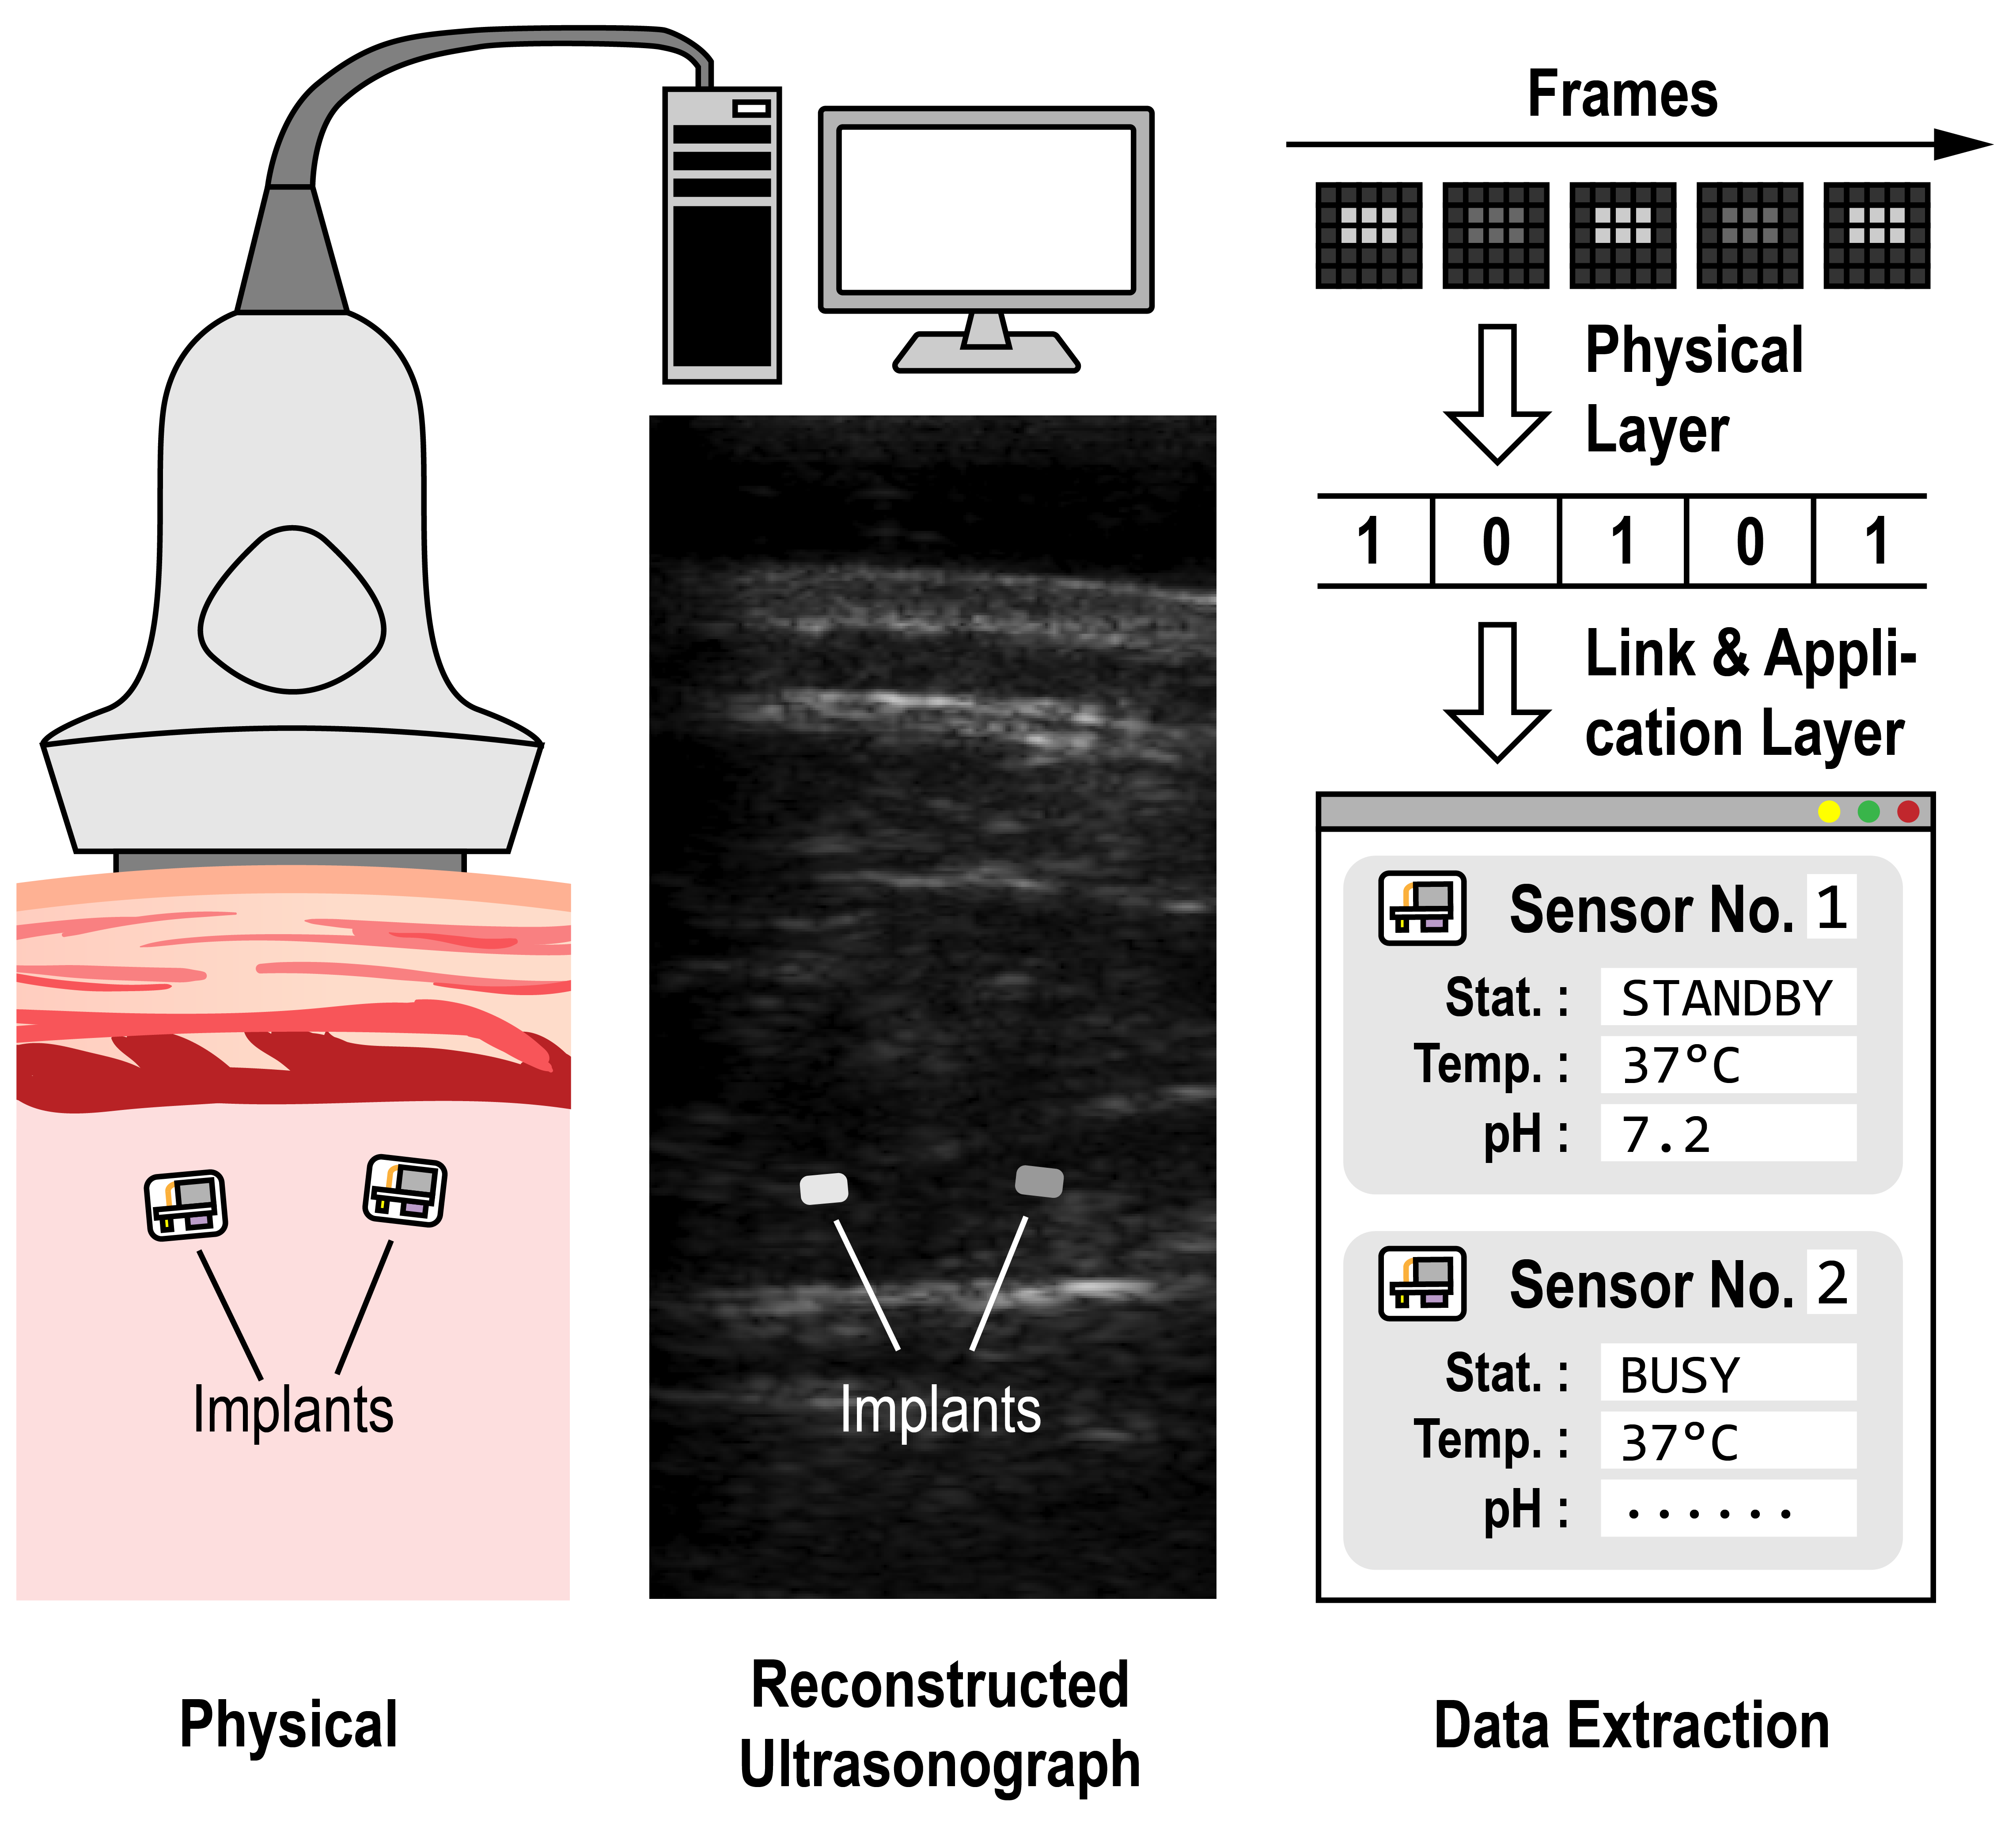 Frames
Physical
Layer
1 0 1 0 1
Link & Appli-
cation Layer
Sensor No. 1
Stat. : STANDBY
Temp. : 37°C
pH : 7.2
Sensor No. 2
Stat. : BUSY
Temp. : 37°C
pH : ······
Implants
Implants
Physical
Reconstructed
Ultrasonograph
Data Extraction